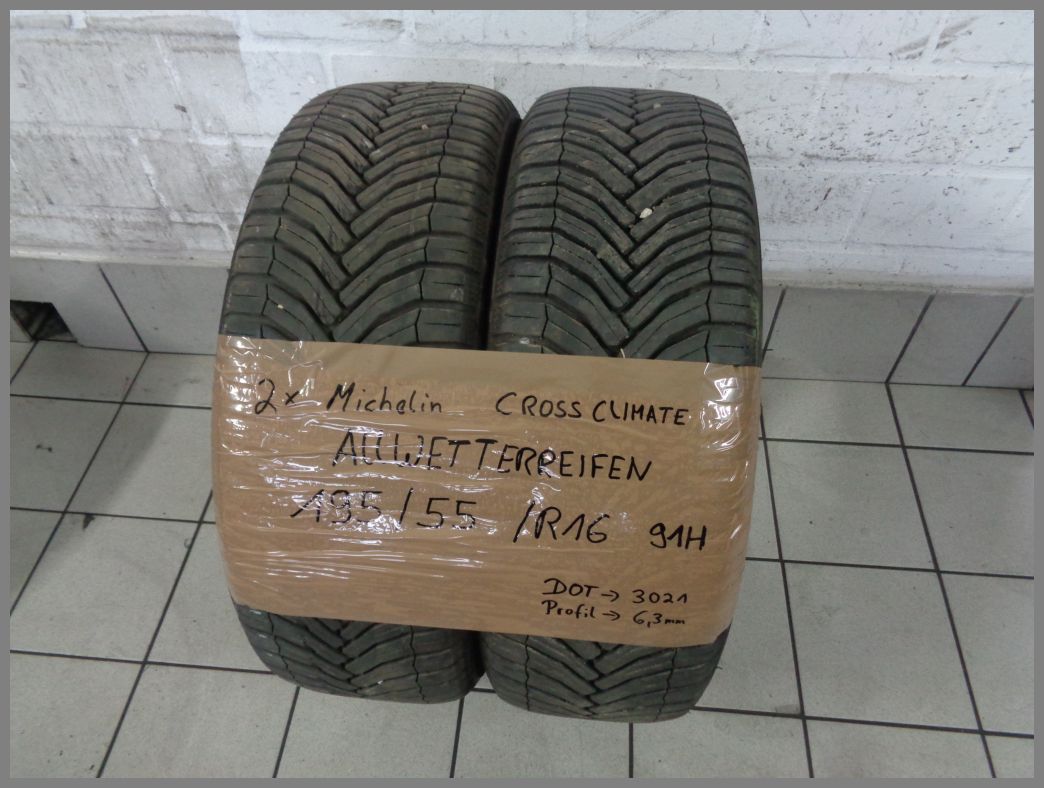 2x Michelin CROSS CLIMATE
ALLWETTERREIFEN
195/55 /R16 91H
DOT → 3021
Profil → 6,3mm